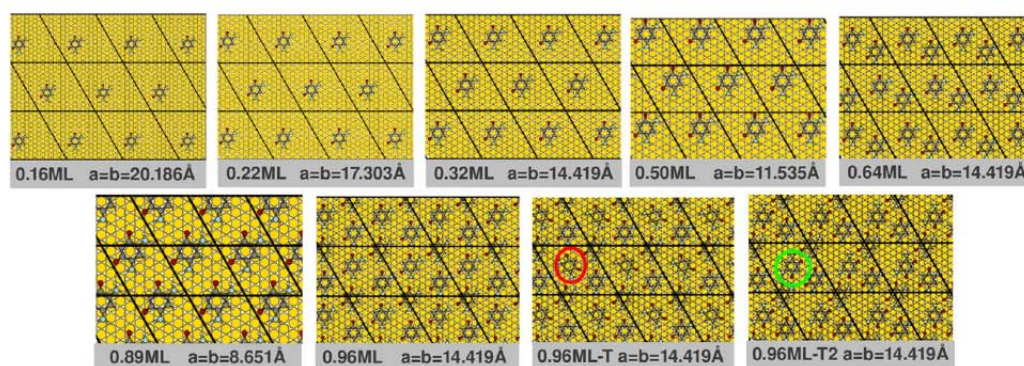 0.16ML a=b=20.186Å
0.22ML a=b=17.303Å
0.32ML a=b=14.419Å
0.50ML a=b=11.535Å
0.64ML a=b=14.419Å
0.89ML a=b=8.651Å
0.96ML a=b=14.419Å
0.96ML-T a=b=14.419Å
0.96ML-T2 a=b=14.419Å